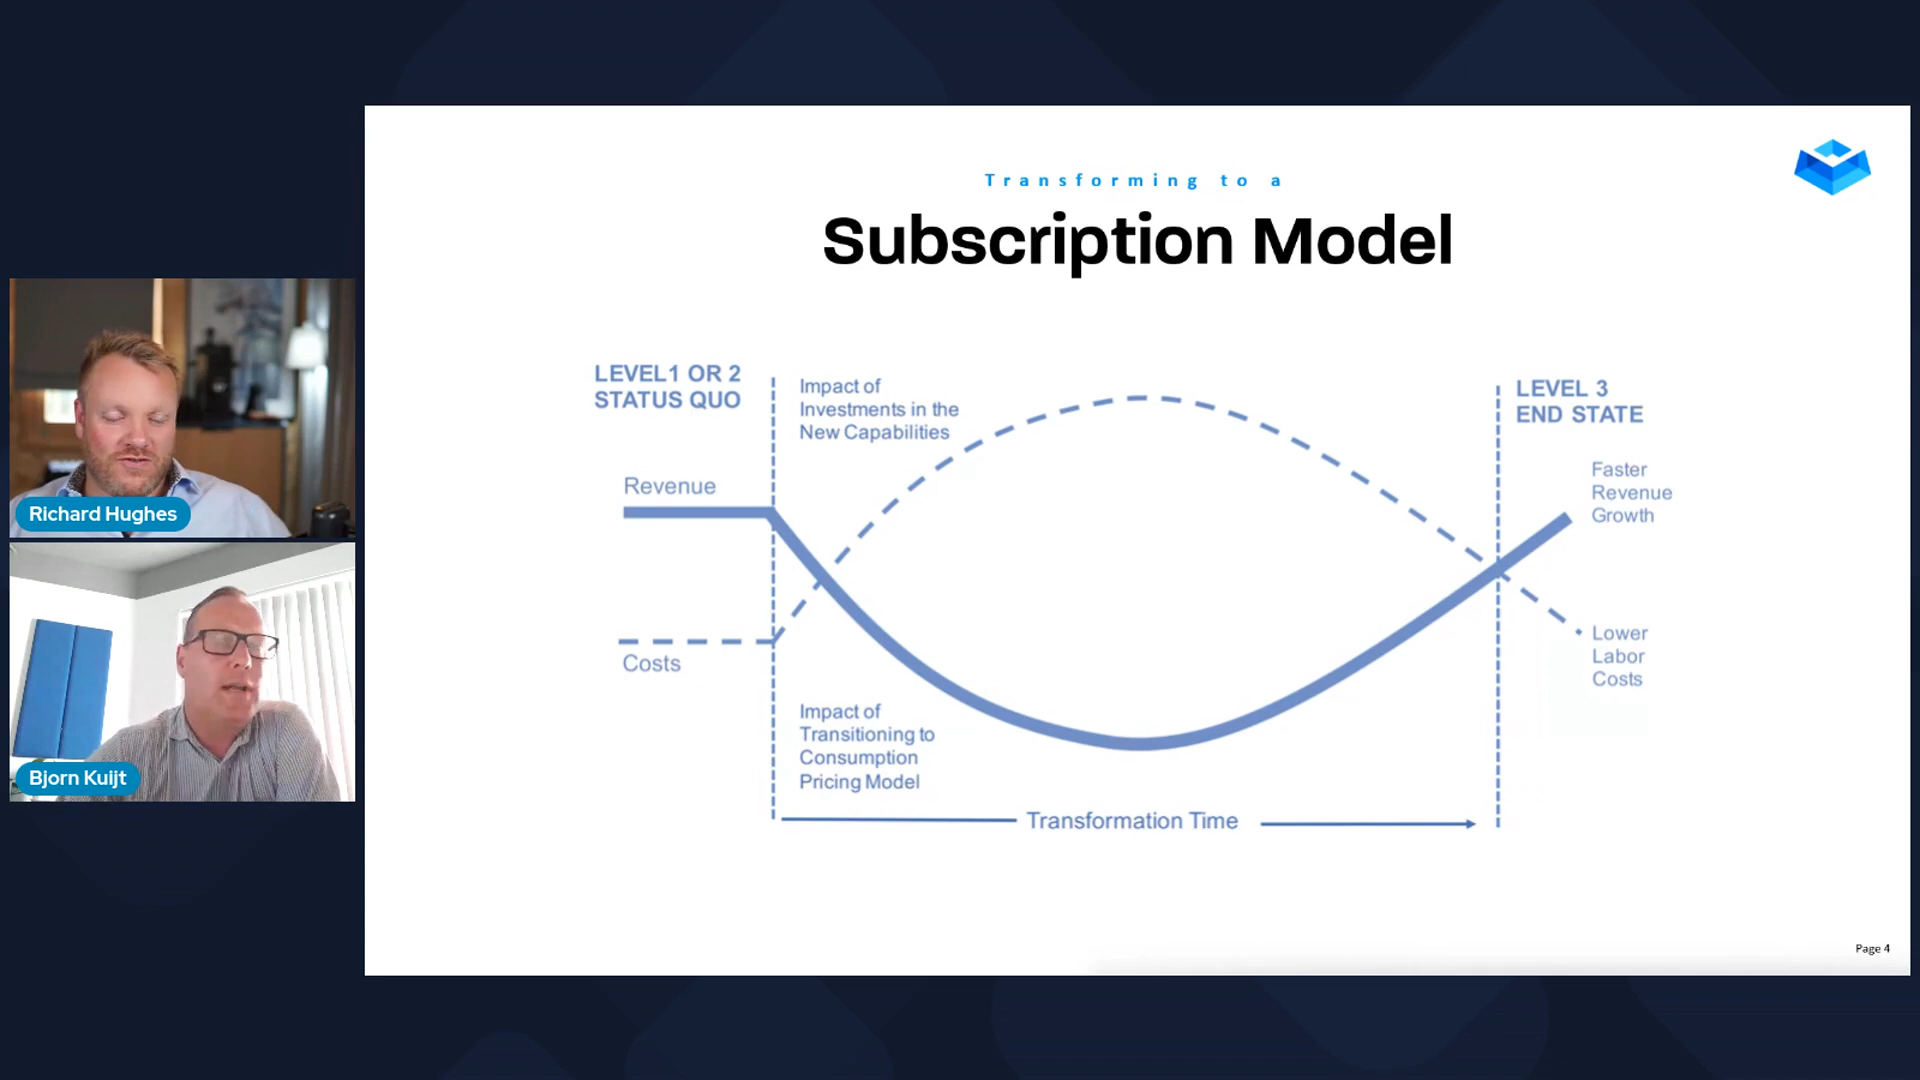 Transforming to a
Subscription Model
LEVEL1 OR 2
STATUS QUO
Impact of
Investments in the
New Capabilities
LEVEL 3
END STATE
Revenue
Faster
Revenue
Growth
Costs
Lower
Labor
Costs
Impact of
Transitioning to
Consumption
Pricing Model
Transformation Time
Page 4
Richard Hughes
Bjorn Kuijt